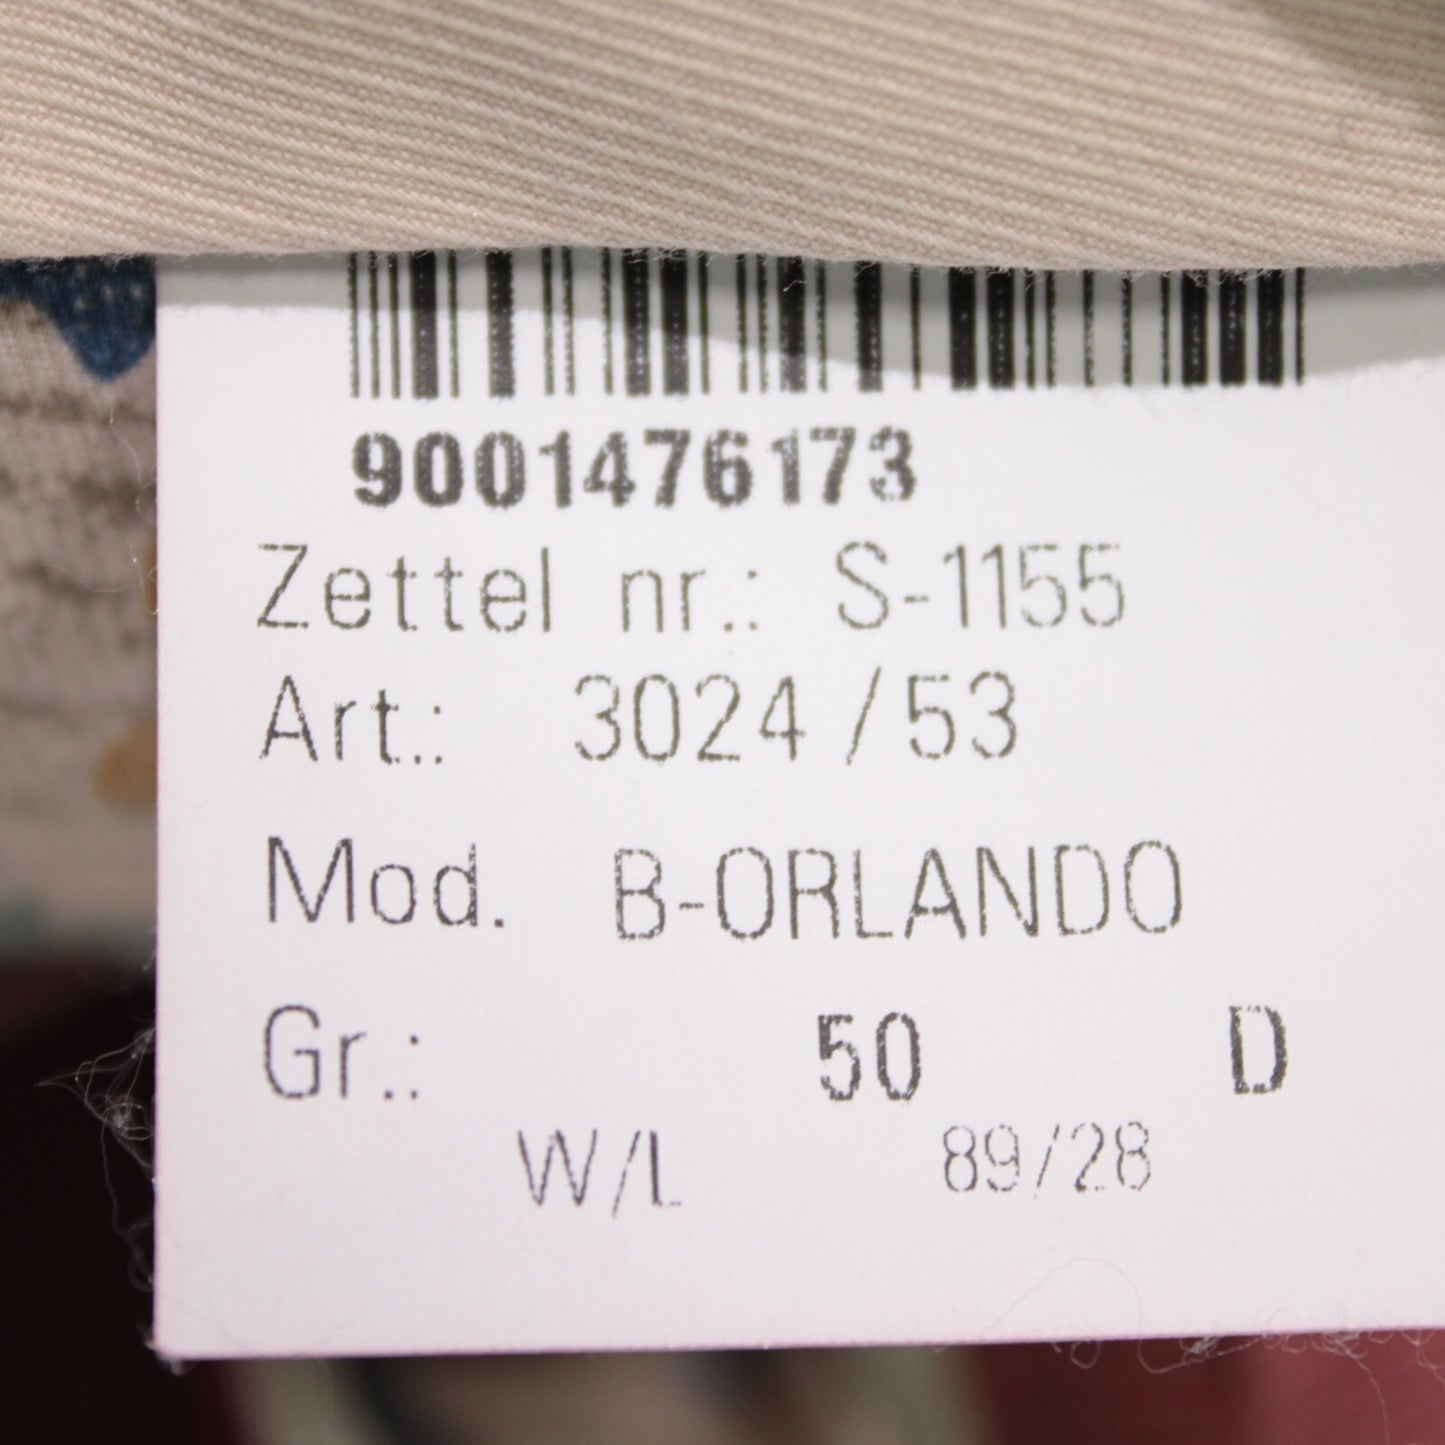 9001476173
Zettel nr.: S-1155
Art.: 3024 / 53
Mod. B-ORLANDO
Gr.: 50 D
W/L 89/28